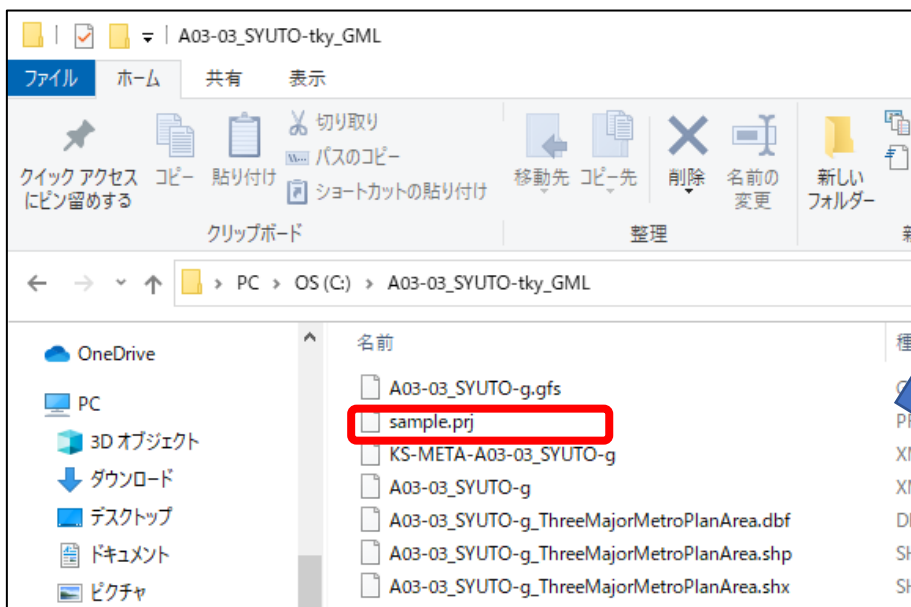 A03-03_SYUTO-tky_GML
ファイル ホーム 共有 表示
クイック アクセス
にピン留めする
コピー
貼り付け
切り取り
パスのコピー
ショートカットの貼り付け
移動先 コピー先
削除
名前の
変更
新しい
フォルダー
クリップボード
整理
PC › OS (C:) › A03-03_SYUTO-tky_GML
OneDrive
PC
3D オブジェクト
ダウンロード
デスクトップ
ドキュメント
ピクチャ
名前
A03-03_SYUTO-g.gfs
sample.prj
KS-META-A03-03_SYUTO-g
A03-03_SYUTO-g
A03-03_SYUTO-g_ThreeMajorMetroPlanArea.dbf
A03-03_SYUTO-g_ThreeMajorMetroPlanArea.shp
A03-03_SYUTO-g_ThreeMajorMetroPlanArea.shx